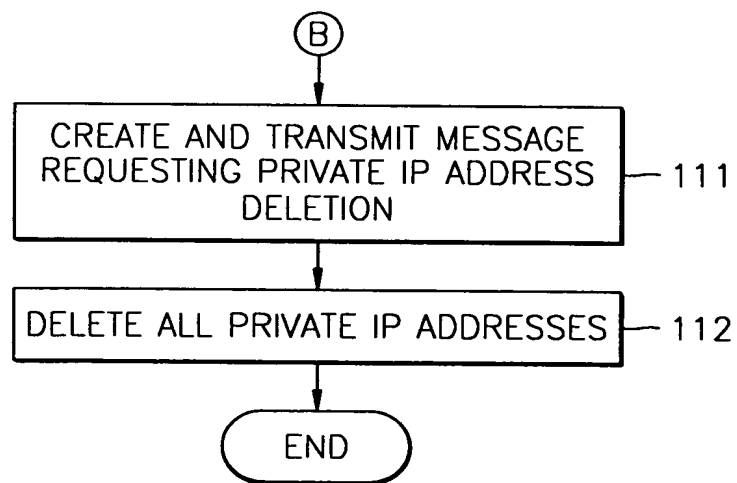 B
CREATE AND TRANSMIT MESSAGE
REQUESTING PRIVATE IP ADDRESS
DELETION
111
DELETE ALL PRIVATE IP ADDRESSES
112
END